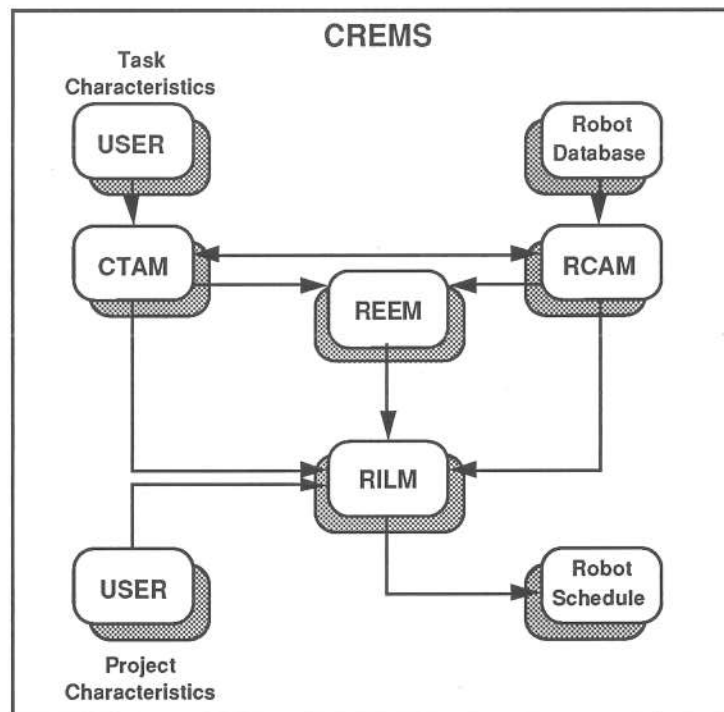 CREMS
Task
Characteristics
USER
Robot
Database
CTAM
RCAM
REEM
RILM
USER
Robot
Schedule
Project
Characteristics